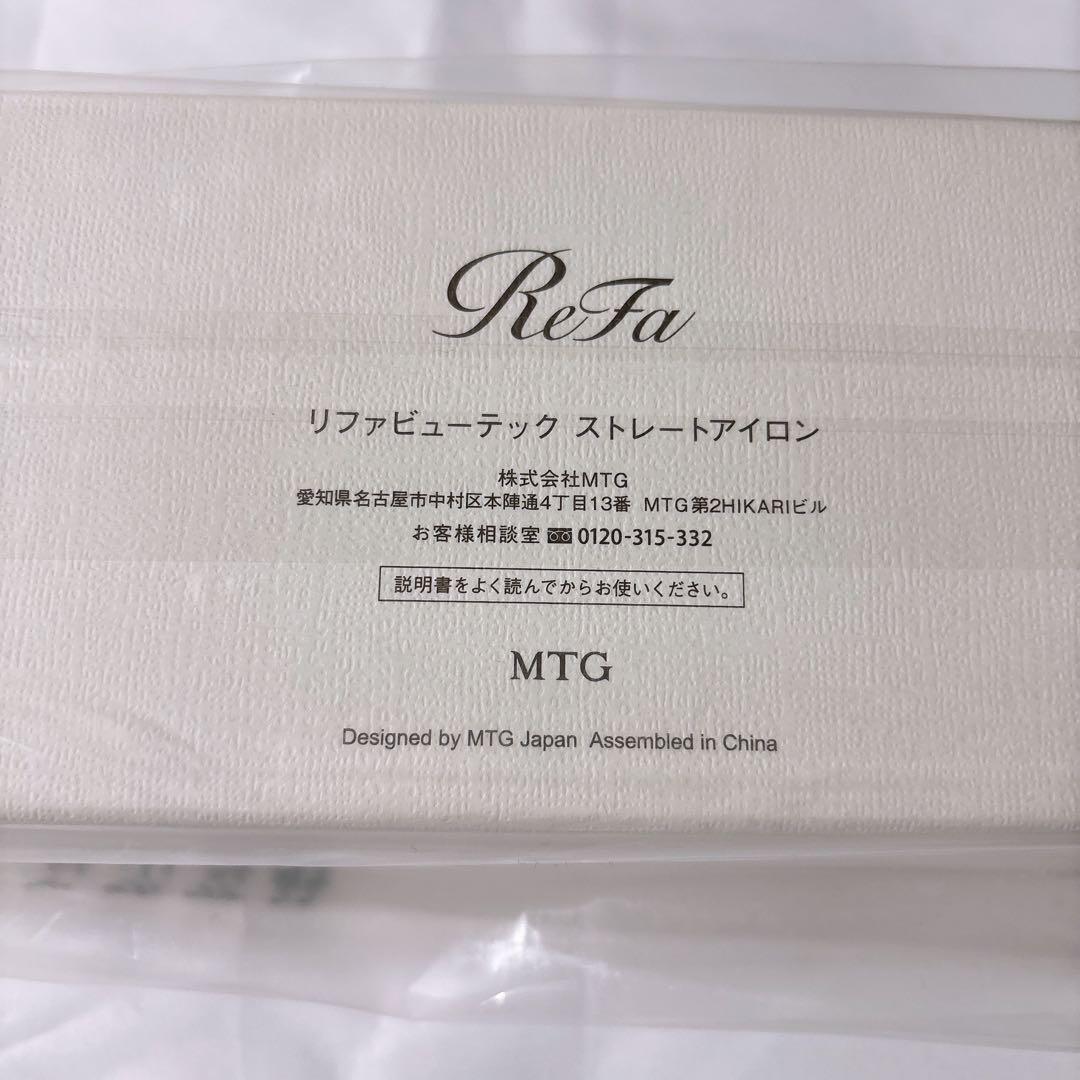 ReFa
リファビューテック ストレートアイロン
株式会社MTG
愛知県名古屋市中村区本陣通4丁目13番 MTG第2HIKARIビル
お客様相談室 0120-315-332
説明書をよく読んでからお使いください。
MTG
Designed by MTG Japan Assembled in China